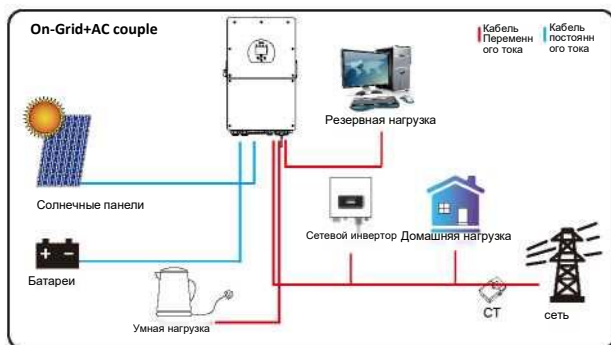 On-Grid+AC couple
Кабель
Переменн
ого тока
Кабель
постоянн
ого тока
Резервная нагрузка
Солнечные панели
Сетевой инвертор
Домашняя нагрузка
Батареи
CT
сеть
Умная нагрузка